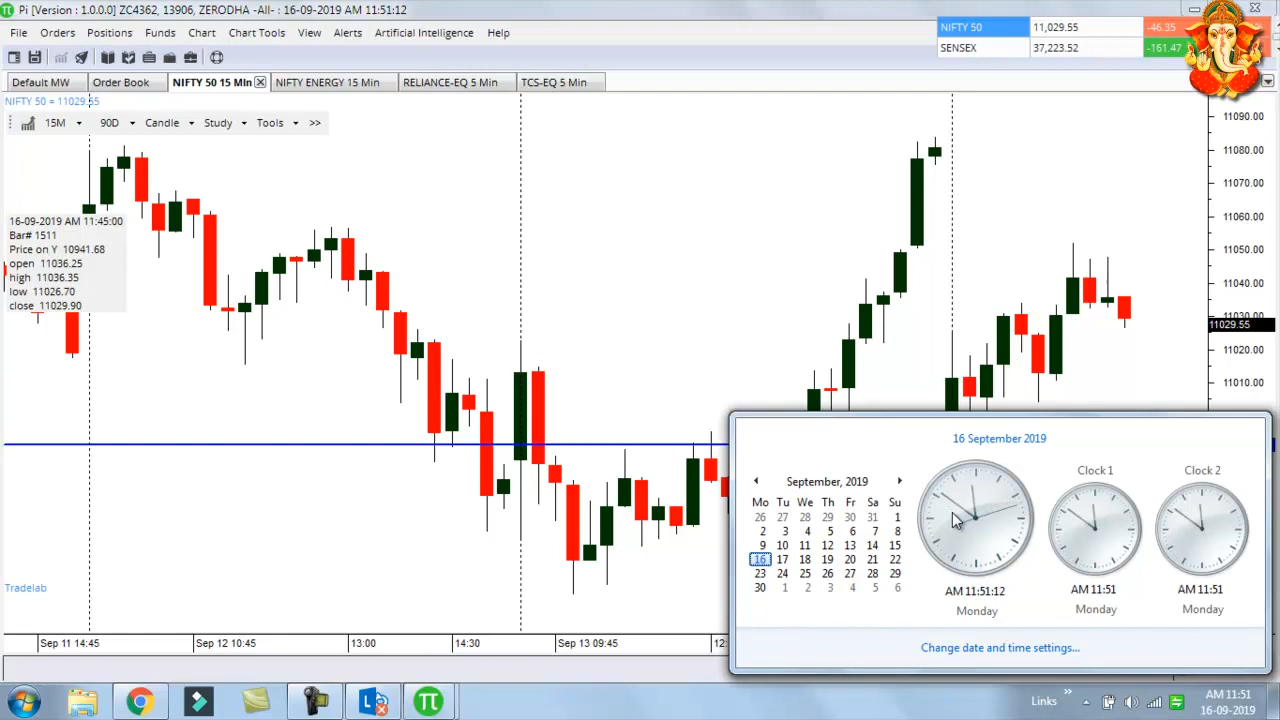 Pi [Version : 1.0.0.0] ZC4362, 13906, ZERODHA -All- : 16-09-2019 AM 11:51:12
File Orders Positions Funds Chart View Alerts Artificial Intelligence Help
NIFTY 50 11,029.55 -46.35
SENSEX 37,223.52 -161.47
Default MW Order Book NIFTY 50 15 Min NIFTY ENERGY 15 Min RELIANCE-EQ 5 Min TCS-EQ 5 Min
NIFTY 50 = 11029.55
15M 90D Candle Study Tools >>
16-09-2019 AM 11:45:00
Bar# 1511
Price on Y 10941.68
open 11036.25
high 11036.35
low 11026.70
close 11029.90
11090.00
11080.00
11070.00
11060.00
11050.00
11040.00
11030.00
11029.55
11020.00
11010.00
Tradelab
Sep 11 14:45 Sep 12 10:45 13:00 14:30 Sep 13 09:45
16 September 2019
September, 2019
Mo Tu We Th Fr Sa Su
26 27 28 29 30 31 1
2 3 4 5 6 7 8
9 10 11 12 13 14 15
16 17 18 19 20 21 22
23 24 25 26 27 28 29
30 1 2 3 4 5 6
AM 11:51:12
Monday
Clock 1
AM 11:51
Monday
Clock 2
AM 11:51
Monday
Change date and time settings...
Links
AM 11:51
16-09-2019